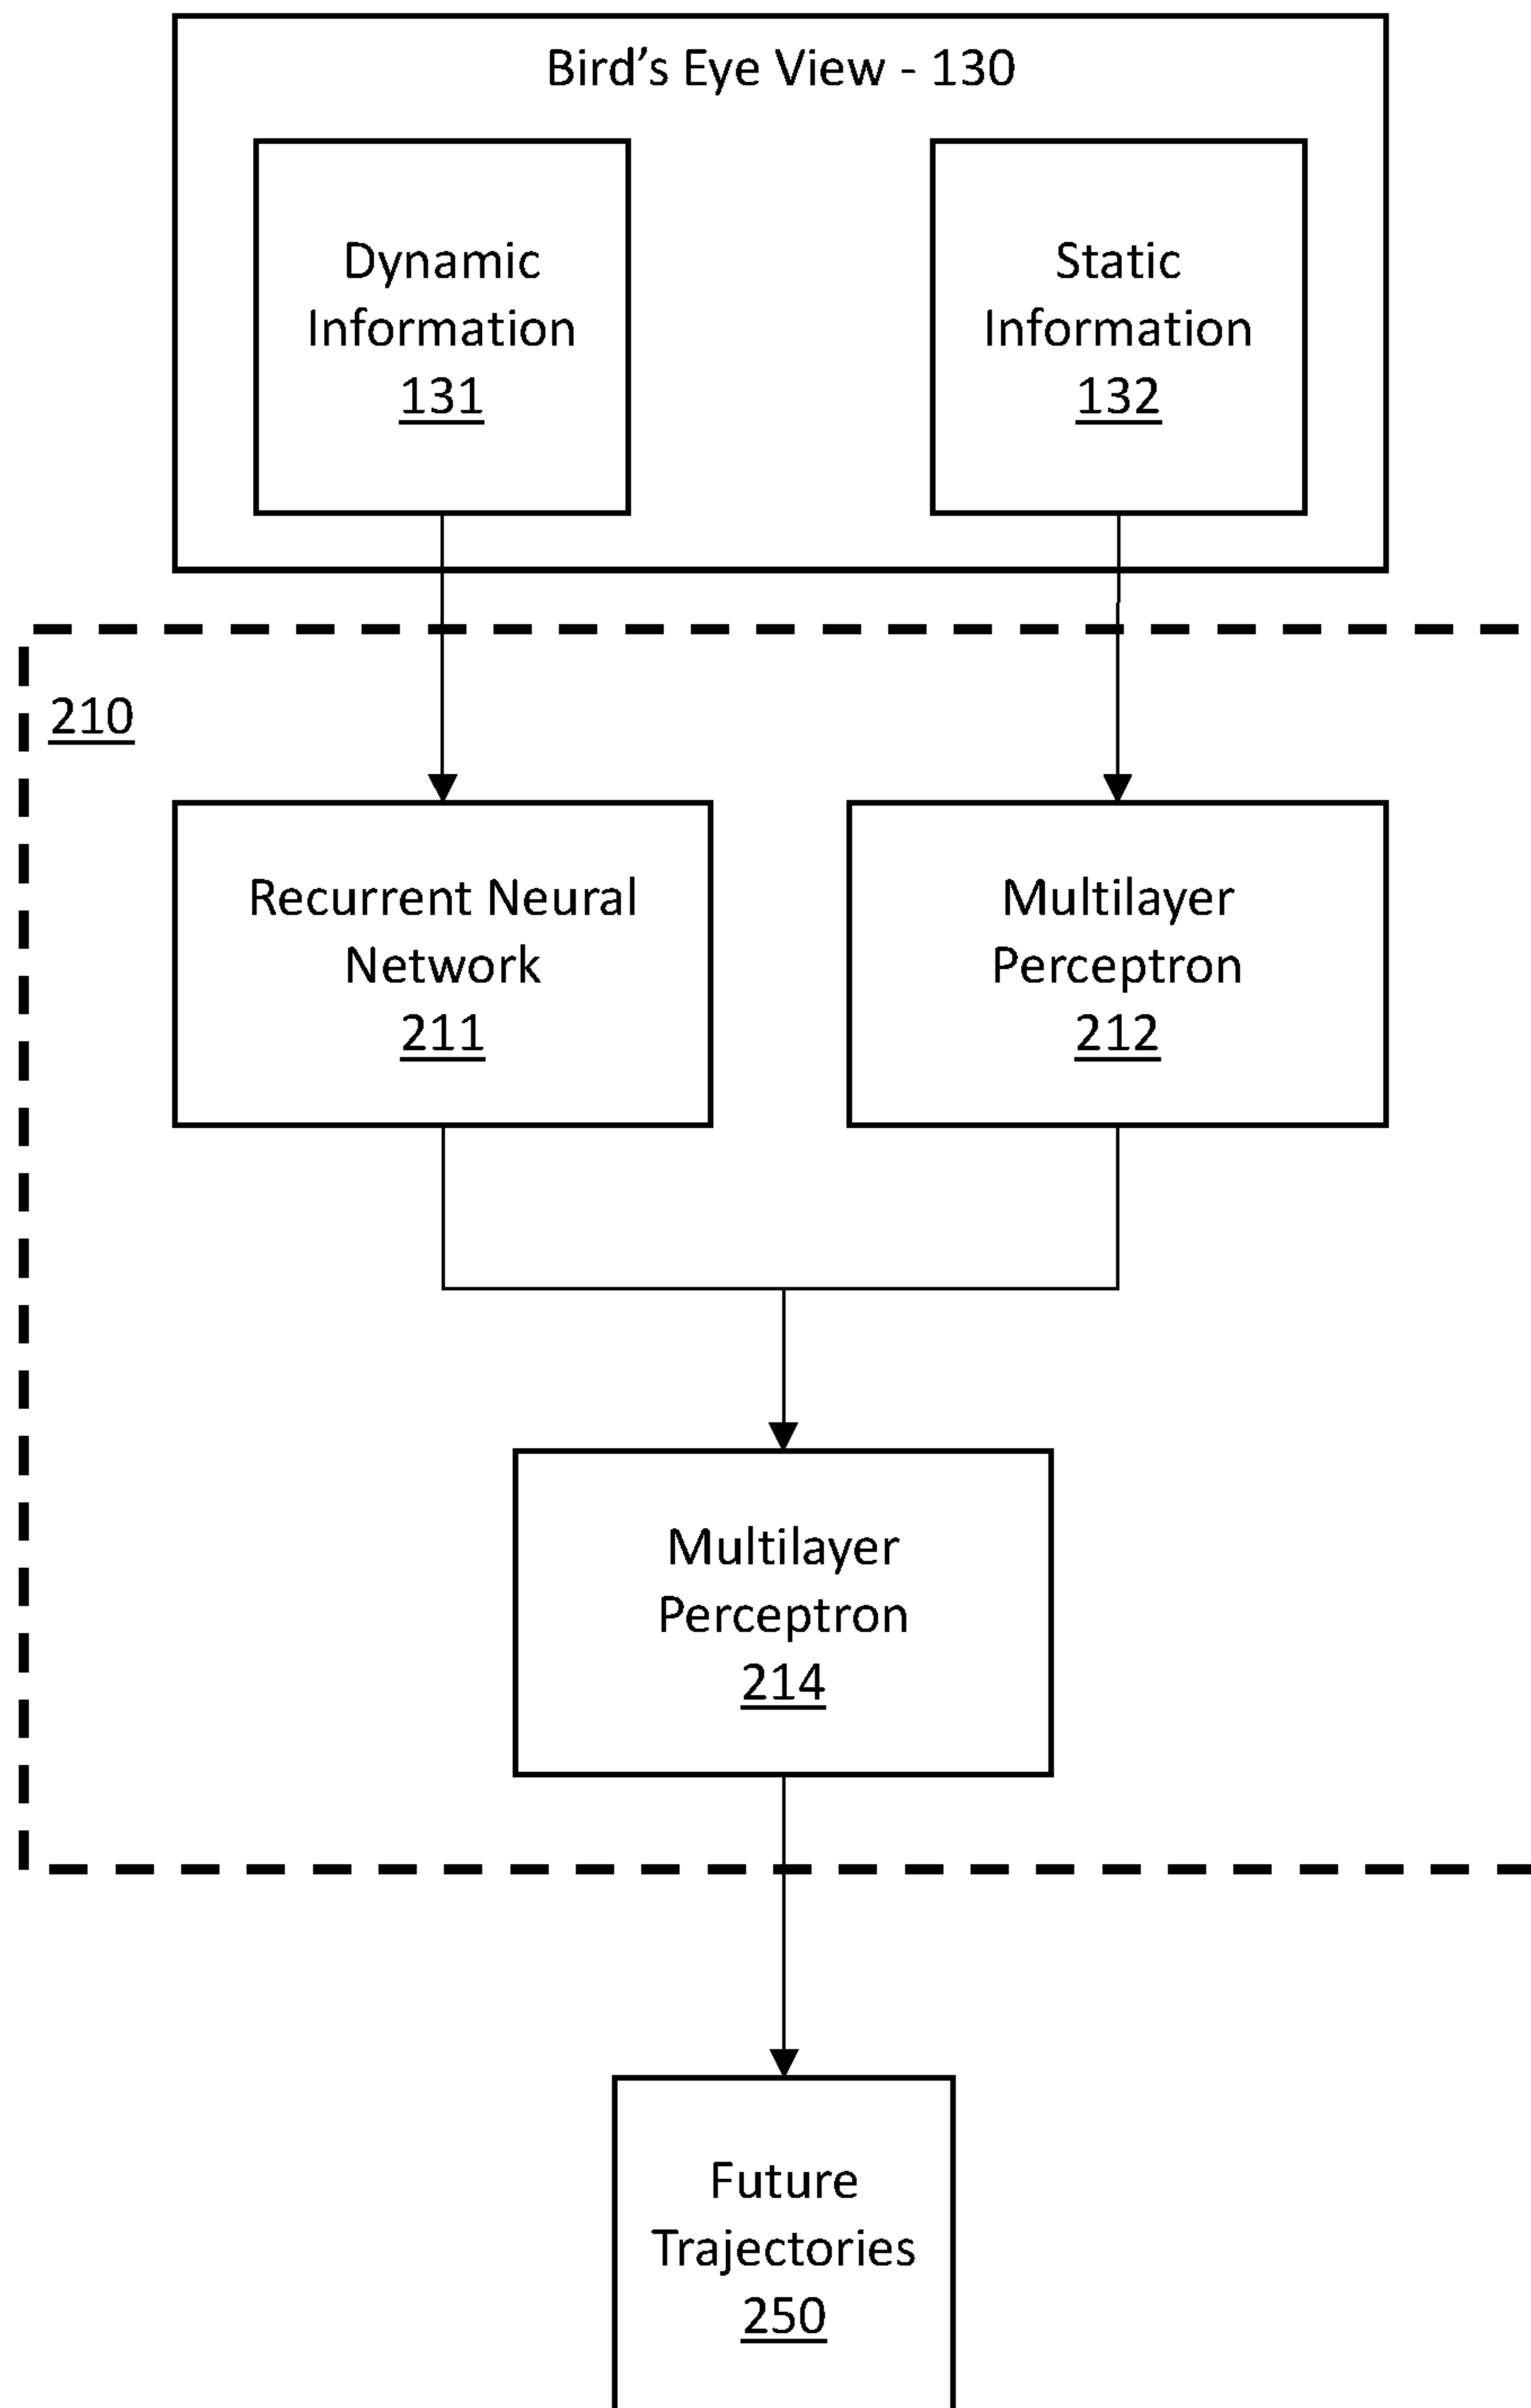 Bird’s Eye View - 130
Dynamic
Information
131
Static
Information
132
210
Recurrent Neural
Network
211
Multilayer
Perceptron
212
Multilayer
Perceptron
214
Future
Trajectories
250